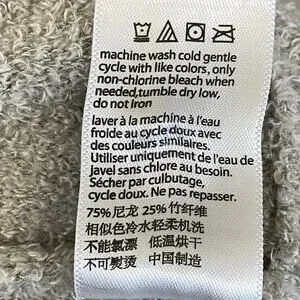 machine wash cold gentle
cycle with like colors, only
non-chlorine bleach when
needed,tumble dry low,
do not iron
laver à la machine à l'eau
froide au cycle doux avec
des couleurs similaires.
Utiliser uniquement de l'eau de
Javel sans chlore au besoin.
Sécher par culbutage,
cycle doux. Ne pas repasser.
75%尼龙 25%竹纤维
相似色冷水轻柔机洗
不能氯漂 低温烘干
不可熨烫 中国制造